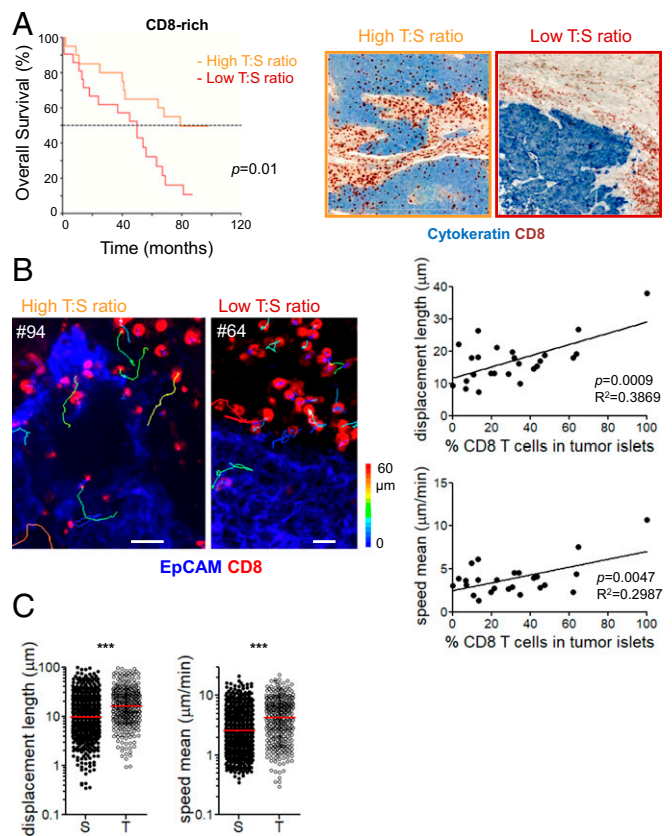 A
CD8-rich
High T:S ratio
Low T:S ratio
Overall Survival (%)
100
80
60
40
20
0
p=0.01
0
40
80
120
Time (months)
High T:S ratio
Low T:S ratio
Cytokeratin CD8
B
High T:S ratio
Low T:S ratio
#94
#64
60
µm
0
EpCAM CD8
displacement length (µm)
40
30
20
10
0
p=0.0009
R²=0.3869
0
20
40
60
80
100
% CD8 T cells in tumor islets
speed mean (µm/min)
15
10
5
0
p=0.0047
R²=0.2987
0
20
40
60
80
100
% CD8 T cells in tumor islets
C
***
displacement length (µm)
100
10
1
0.1
S
T
***
speed mean (µm/min)
10
1
0.1
S
T